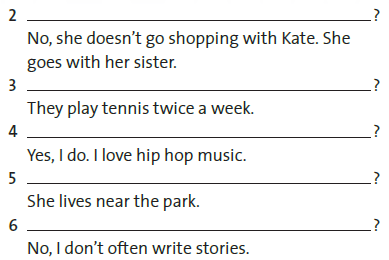 2 ?
No, she doesn't go shopping with Kate. She
goes with her sister.
3 ?
They play tennis twice a week.
4 ?
Yes, I do. I love hip hop music.
5 ?
She lives near the park.
6 ?
No, I don't often write stories.